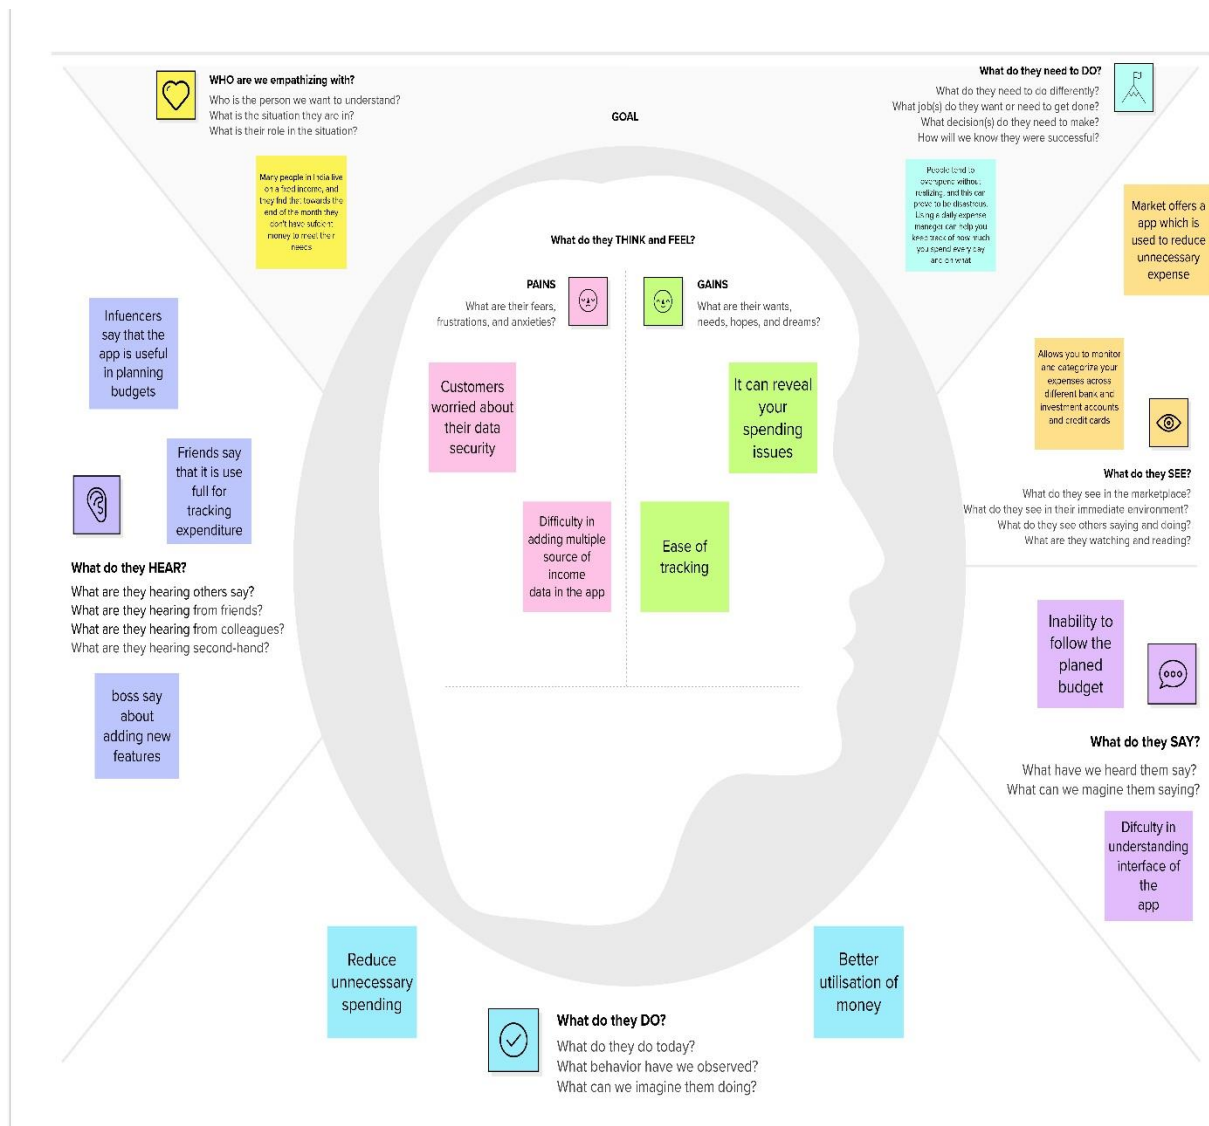 WHO are we empathizing with?
Who is the person we want to understand?
What is the situation they are in?
What is their role in the situation?
Many people in India live
on a fixed income, and
they find that towards the
end of the month they
don't have sufcient
money to meet their
needs
GOAL
What do they need to DO?
What do they need to do differently?
What job(s) do they want or need to get done?
What decision(s) do they need to make?
How will we know they were successful?
People tend to
overspend without
realizing, and this can
prove to be disastrous.
Using a daily expense
manager can help you
keep track of how much
you spend every day
and on what
Market offers a
app which is
used to reduce
unnecessary
expense
What do they THINK and FEEL?
PAINS
What are their fears,
frustrations, and anxieties?
GAINS
What are their wants,
needs, hopes, and dreams?
Customers
worried about
their data
security
Difficulty in
adding multiple
source of
income
data in the app
It can reveal
your
spending
issues
Ease of
tracking
Infuencers
say that the
app is useful
in planning
budgets
Friends say
that it is use
full for
tracking
expenditure
What do they HEAR?
What are they hearing others say?
What are they hearing from friends?
What are they hearing from colleagues?
What are they hearing second-hand?
boss say
about
adding new
features
Allows you to monitor
and categorize your
expenses across
different bank and
investment accounts
and credit cards
What do they SEE?
What do they see in the marketplace?
What do they see in their immediate environment?
What do they see others saying and doing?
What are they watching and reading?
Inability to
follow the
planed
budget
What do they SAY?
What have we heard them say?
What can we magine them saying?
Difculty in
understanding
interface of
the
app
Reduce
unnecessary
spending
Better
utilisation of
money
What do they DO?
What do they do today?
What behavior have we observed?
What can we imagine them doing?